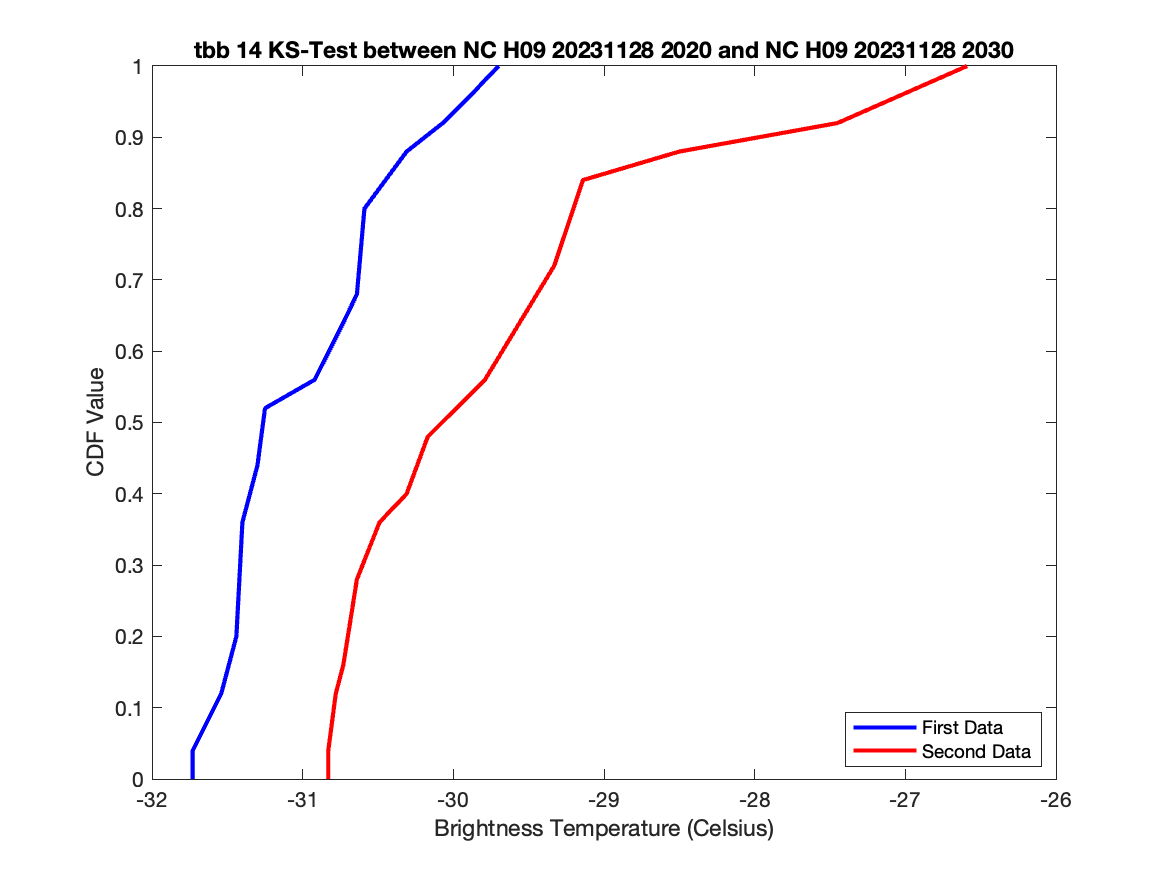 tbb 14 KS-Test between NC H09 20231128 2020 and NC H09 20231128 2030
1
0.9
0.8
0.7
0.6
0.5
0.4
0.3
0.2
0.1
0
CDF Value
First Data
Second Data
-32 -31 -30 -29 -28 -27 -26
Brightness Temperature (Celsius)